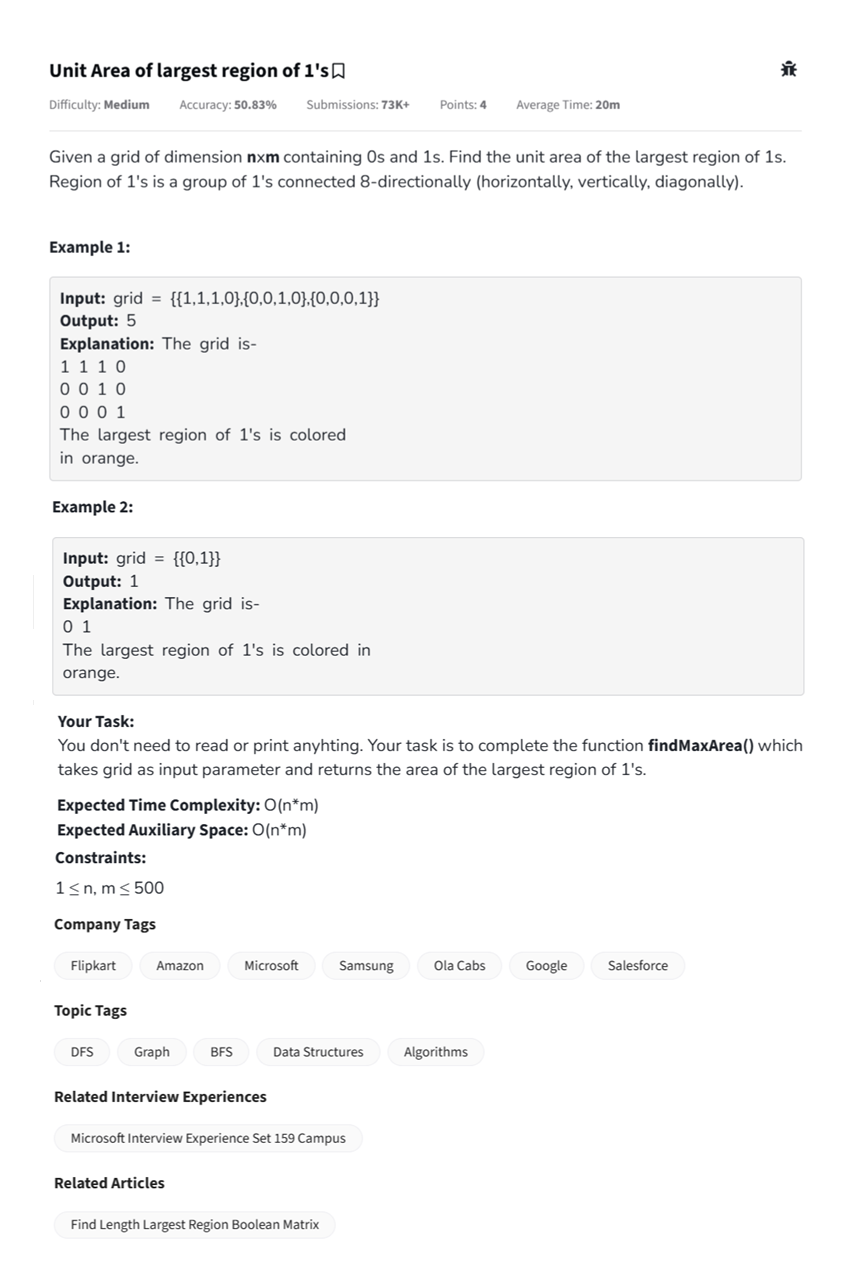 Unit Area of largest region of 1's
Difficulty: Medium Accuracy: 50.83% Submissions: 73K+ Points: 4 Average Time: 20m
Given a grid of dimension nxm containing 0s and 1s. Find the unit area of the largest region of 1s.
Region of 1's is a group of 1's connected 8-directionally (horizontally, vertically, diagonally).
Example 1:
Input: grid = {{1,1,1,0},{0,0,1,0},{0,0,0,1}}
Output: 5
Explanation: The grid is-
1 1 1 0
0 0 1 0
0 0 0 1
The largest region of 1's is colored
in orange.
Example 2:
Input: grid = {{0,1}}
Output: 1
Explanation: The grid is-
0 1
The largest region of 1's is colored in
orange.
Your Task:
You don't need to read or print anyhting. Your task is to complete the function findMaxArea() which
takes grid as input parameter and returns the area of the largest region of 1's.
Expected Time Complexity: O(n*m)
Expected Auxiliary Space: O(n*m)
Constraints:
1 ≤ n, m ≤ 500
Company Tags
Flipkart Amazon Microsoft Samsung Ola Cabs Google Salesforce
Topic Tags
DFS Graph BFS Data Structures Algorithms
Related Interview Experiences
Microsoft Interview Experience Set 159 Campus
Related Articles
Find Length Largest Region Boolean Matrix